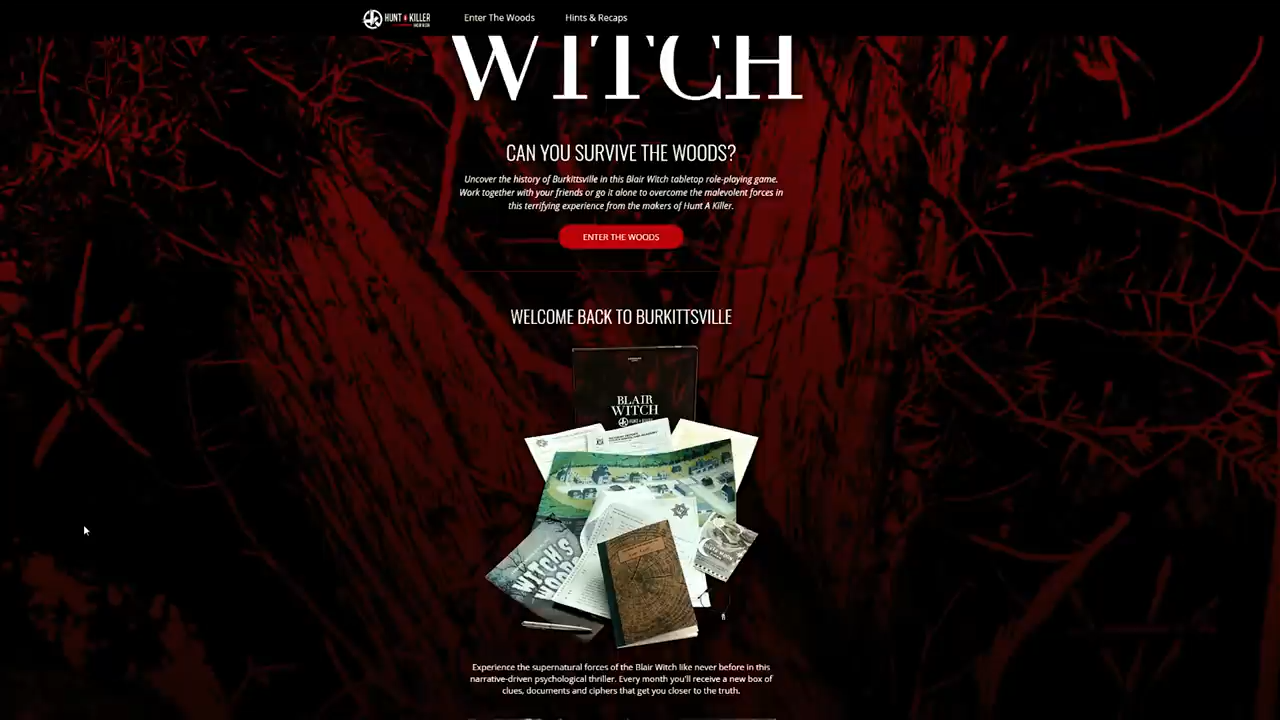 HUNT A KILLER
Enter The Woods
Hints & Recaps
WITCH
CAN YOU SURVIVE THE WOODS?
Uncover the history of Burkittsville in this Blair Witch tabletop role-playing game.
Work together with your friends or go it alone to overcome the malevolent forces in
this terrifying experience from the makers of Hunt A Killer.
ENTER THE WOODS
WELCOME BACK TO BURKITTSVILLE
BLAIR
WITCH
WITCH'S
WOODS
Experience the supernatural forces of the Blair Witch like never before in this
narrative-driven psychological thriller. Every month you'll receive a new box of
clues, documents and ciphers that get you closer to the truth.